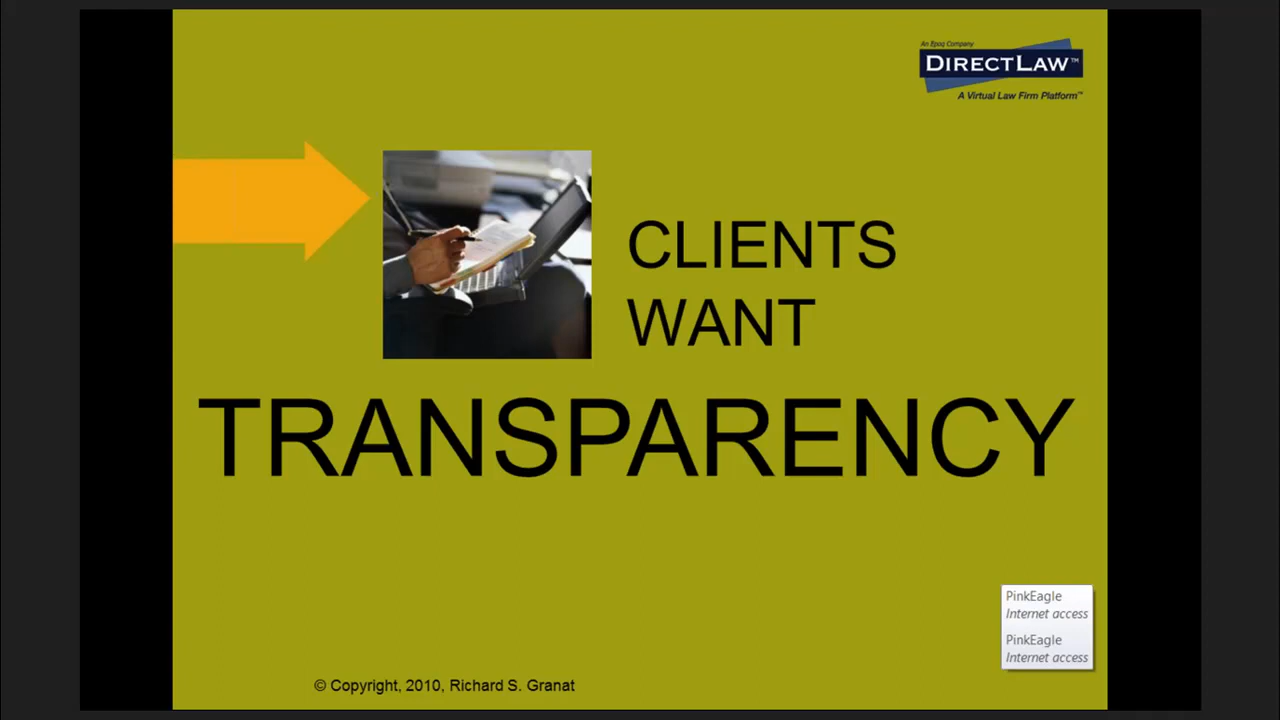 An Epoq Company
DIRECTLAW™
A Virtual Law Firm Platform™
CLIENTS
WANT
TRANSPARENCY
PinkEagle
Internet access
PinkEagle
Internet access
© Copyright, 2010, Richard S. Granat